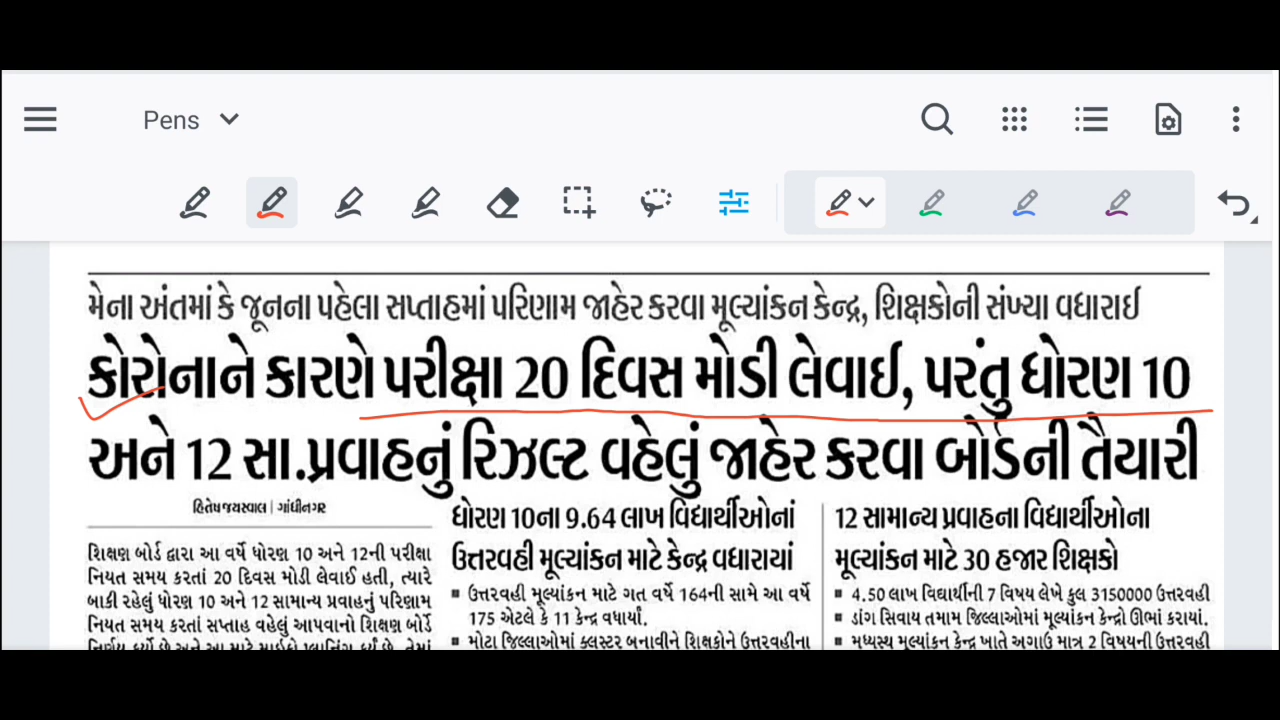 Pens
મેના અંતમાં કે જૂનના પહેલા સપ્તાહમાં પરિણામ જાહેર કરવા મૂલ્યાંકન કેન્દ્ર, શિક્ષકોની સંખ્યા વધારાઈ
કોરોનાને કારણે પરીક્ષા 20 દિવસ મોડી લેવાઈ, પરંતુ ધોરણ 10
અને 12 સા.પ્રવાહનું રિઝલ્ટ વહેલું જાહેર કરવા બોર્ડની તૈયારી
હિતેષ જયસ્વાલ | ગાંધીનગર
શિક્ષણ બોર્ડ દ્વારા આ વર્ષે ધોરણ 10 અને 12ની પરીક્ષા
નિયત સમય કરતાં 20 દિવસ મોડી લેવાઈ હતી, ત્યારે
બાકી રહેલું ધોરણ 10 અને 12 સામાન્ય પ્રવાહનું પરિણામ
નિયત સમય કરતાં સપ્તાહ વહેલું આપવાનો શિક્ષણ બોર્ડે
ધોરણ 10ના 9.64 લાખ વિદ્યાર્થીઓનાં
ઉત્તરવહી મૂલ્યાંકન માટે કેન્દ્ર વધારાયાં
▪ ઉત્તરવહી મૂલ્યાંકન માટે ગત વર્ષે 164ની સામે આ વર્ષે
175 એટલે કે 11 કેન્દ્ર વધાર્યાં.
▪ મોટા જિલ્લાઓમાં ક્લસ્ટર બનાવીને શિક્ષકોને ઉત્તરવહીના
12 સામાન્ય પ્રવાહના વિદ્યાર્થીઓના
મૂલ્યાંકન માટે 30 હજાર શિક્ષકો
▪ 4.50 લાખ વિદ્યાર્થીની 7 વિષય લેખે કુલ 3150000 ઉત્તરવહી
▪ ડાંગ સિવાય તમામ જિલ્લાઓમાં મૂલ્યાંકન કેન્દ્રો ઊભાં કરાયાં.
▪ મધ્યસ્થ મૂલ્યાંકન કેન્દ્ર ખાતે અગાઉ માત્ર 2 વિષયની ઉત્તરવહી